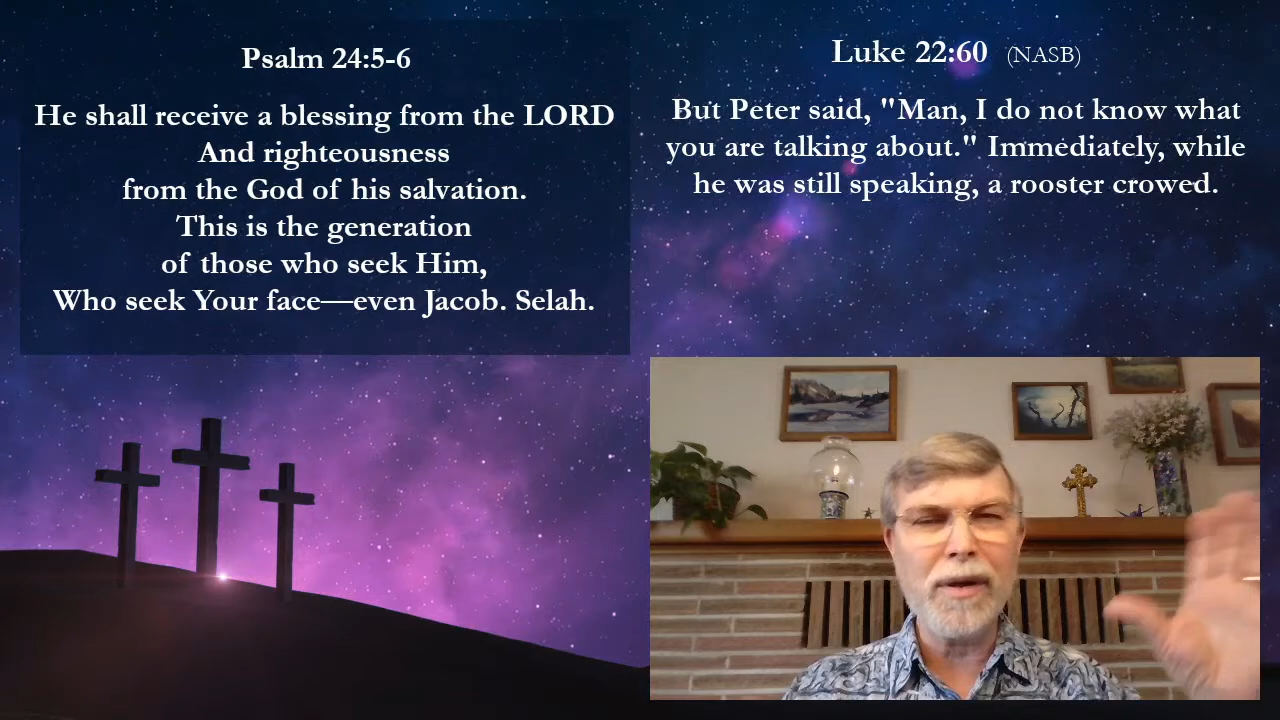 Psalm 24:5-6
He shall receive a blessing from the LORD
And righteousness
from the God of his salvation.
This is the generation
of those who seek Him,
Who seek Your face—even Jacob. Selah.
Luke 22:60 (NASB)
But Peter said, "Man, I do not know what
you are talking about." Immediately, while
he was still speaking, a rooster crowed.